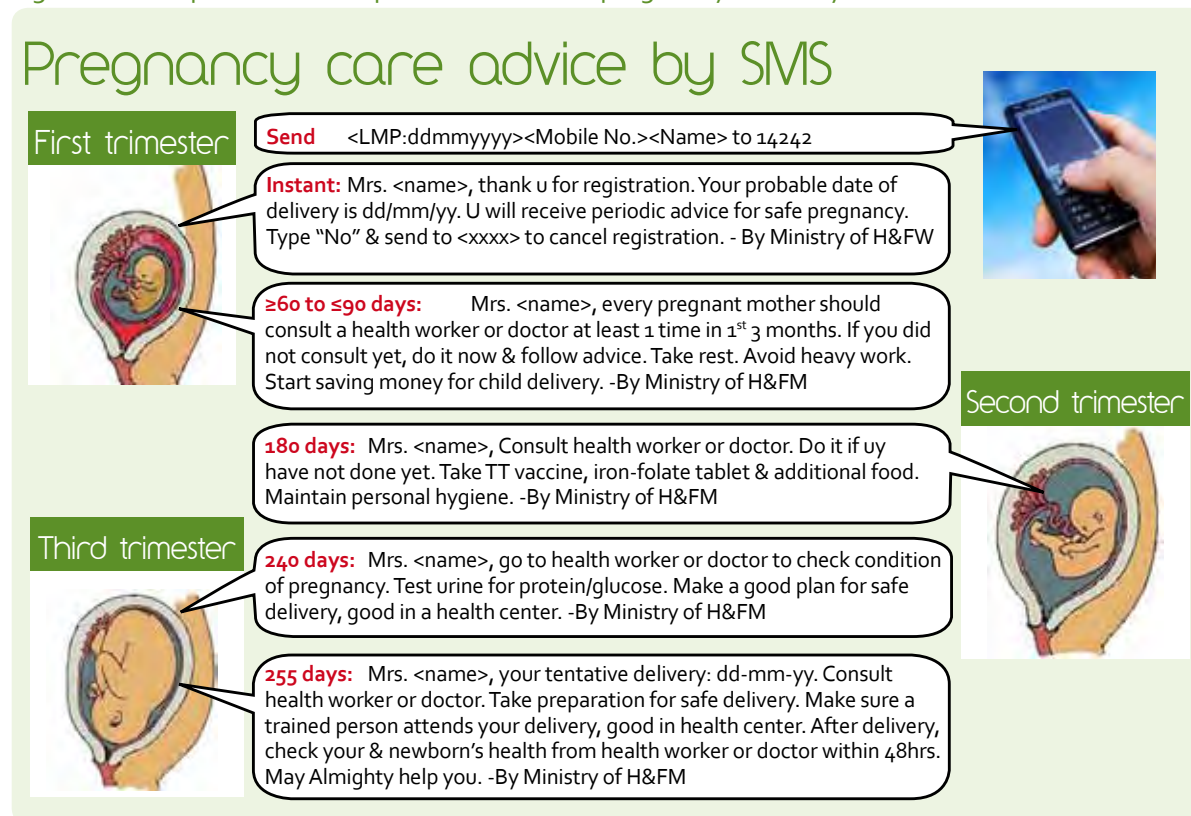 Pregnancy care advice by SMS
First trimester
Send <LMP:ddmmyyyy><Mobile No.><Name> to 14242
Instant: Mrs. <name>, thank u for registration. Your probable date of
delivery is dd/mm/yy. U will receive periodic advice for safe pregnancy.
Type “No” & send to <xxxx> to cancel registration. - By Ministry of H&FW
≥60 to ≤90 days: Mrs. <name>, every pregnant mother should
consult a health worker or doctor at least 1 time in 1st 3 months. If you did
not consult yet, do it now & follow advice. Take rest. Avoid heavy work.
Start saving money for child delivery. -By Ministry of H&FM
Second trimester
180 days: Mrs. <name>, Consult health worker or doctor. Do it if uy
have not done yet. Take TT vaccine, iron-folate tablet & additional food.
Maintain personal hygiene. -By Ministry of H&FM
Third trimester
240 days: Mrs. <name>, go to health worker or doctor to check condition
of pregnancy. Test urine for protein/glucose. Make a good plan for safe
delivery, good in a health center. -By Ministry of H&FM
255 days: Mrs. <name>, your tentative delivery: dd-mm-yy. Consult
health worker or doctor. Take preparation for safe delivery. Make sure a
trained person attends your delivery, good in health center. After delivery,
check your & newborn’s health from health worker or doctor within 48hrs.
May Almighty help you. -By Ministry of H&FM